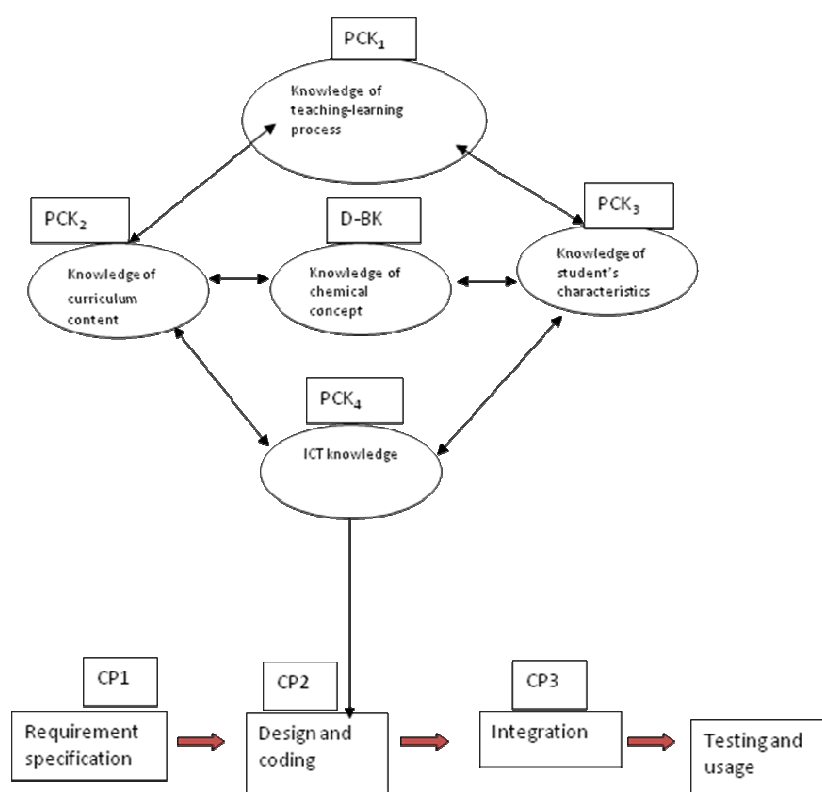 PCK₁
Knowledge of
teaching-learning
process
PCK₂
D-BK
PCK₃
Knowledge of
curriculum
content
Knowledge of
chemical
concept
Knowledge of
student's
characteristics
PCK₄
ICT knowledge
CP1
CP2
CP3
Requirement
specification
Design and
coding
Integration
Testing and
usage